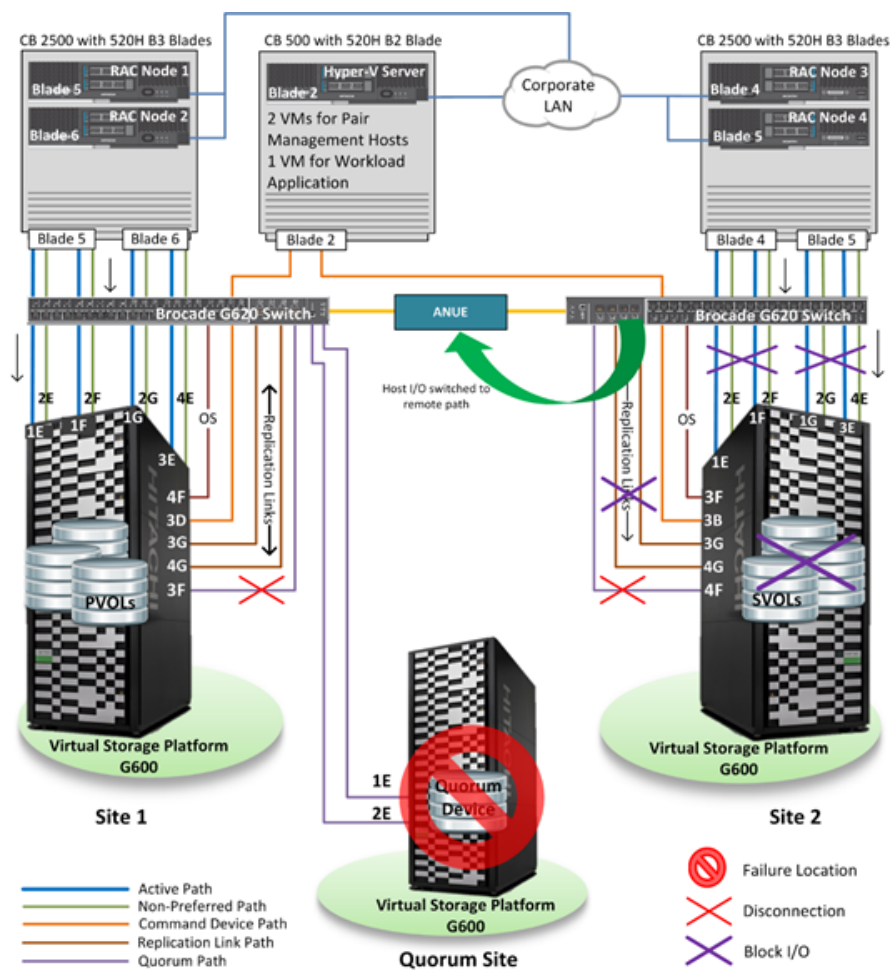 CB 2500 with 520H B3 Blades
CB 500 with 520H B2 Blade
CB 2500 with 520H B3 Blades
RAC Node 1
Blade 5
RAC Node 2
Blade 6
Hyper-V Server
Blade 2
2 VMs for Pair
Management Hosts
1 VM for Workload
Application
Corporate
LAN
RAC Node 3
Blade 4
RAC Node 4
Blade 5
Blade 5
Blade 6
Blade 2
Blade 4
Blade 5
Brocade G620 Switch
ANUE
Brocade G620 Switch
Host I/O switched to
remote path
2E
2F
2G
4E
1E
1F
1G
3E
OS
Replication Links
4F
3D
3G
4G
3F
HITACHI
PVOLs
Virtual Storage Platform
G600
Site 1
2E
2F
2G
4E
1E
1F
1G
3E
OS
Replication Links
3F
3B
3G
4G
4F
HITACHI
SVOLs
Virtual Storage Platform
G600
Site 2
1E
2E
Quorum
Device
HITACHI
Virtual Storage Platform
G600
Quorum Site
Active Path
Non-Preferred Path
Command Device Path
Replication Link Path
Quorum Path
Failure Location
Disconnection
Block I/O